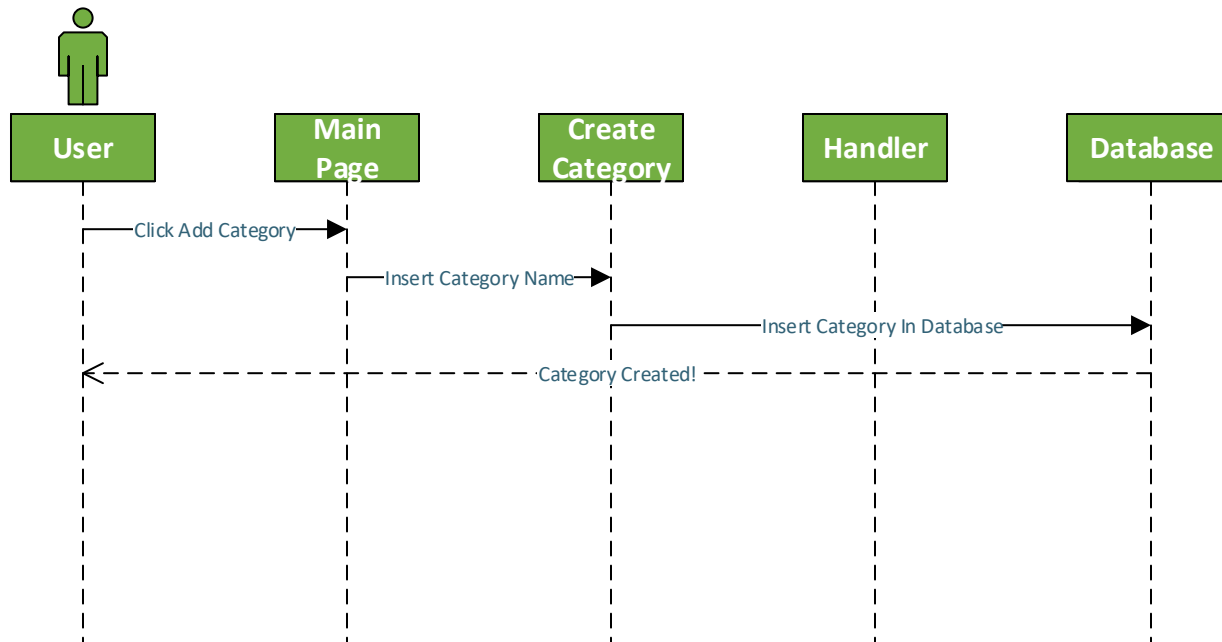 User
Main
Page
Create
Category
Handler
Database
Click Add Category
Insert Category Name
Insert Category In Database
Category Created!